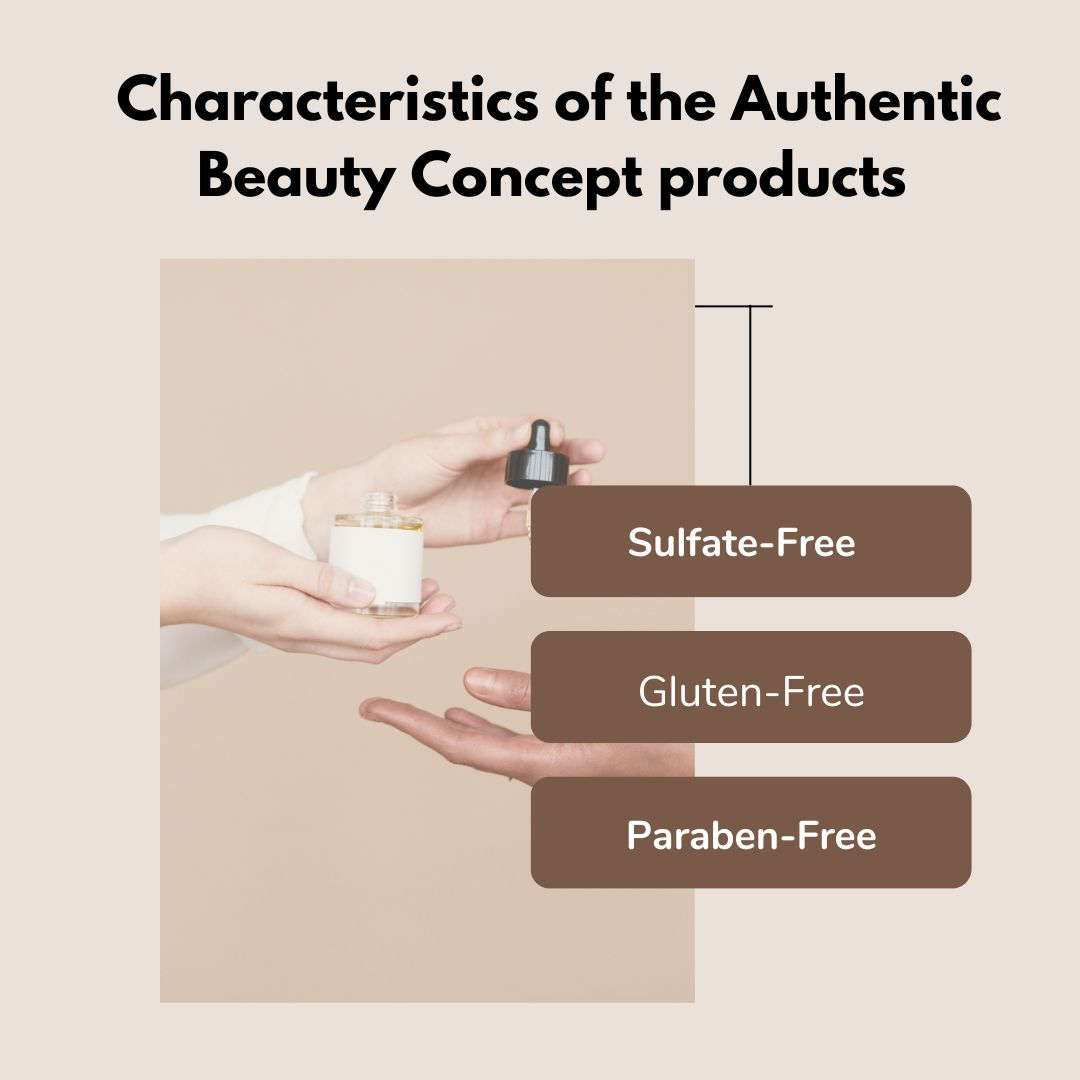 Characteristics of the Authentic
Beauty Concept products
Sulfate-Free
Gluten-Free
Paraben-Free